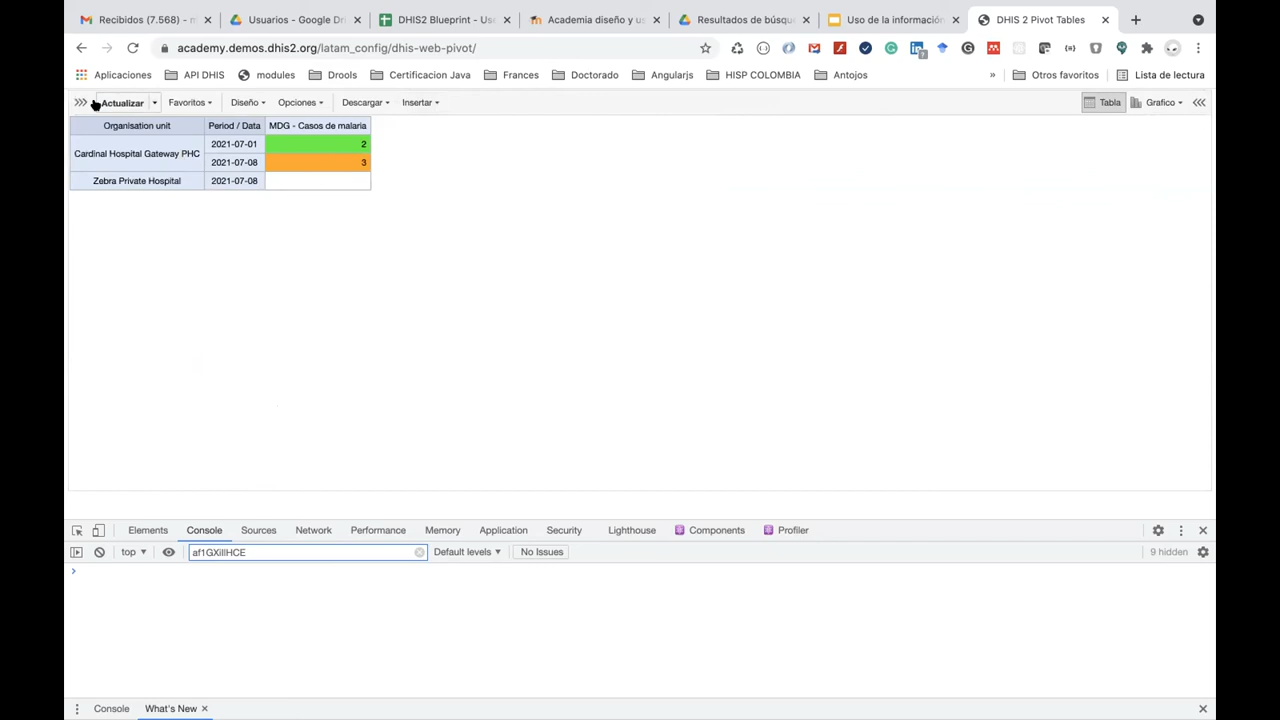 Recibidos (7.568) - n
Usuarios - Google Dri
DHIS2 Blueprint - Use
Academia diseño y us
Resultados de búsqu
Uso de la información
DHIS 2 Pivot Tables
academy.demos.dhis2.org/latam_config/dhis-web-pivot/
Aplicaciones API DHIS modules Drools Certificacion Java Frances Doctorado Angularjs HISP COLOMBIA Antojos » Otros favoritos Lista de lectura
Actualizar Favoritos Diseño Opciones Descargar Insertar Tabla Grafico
Organisation unit Period / Data MDG - Casos de malaria
Cardinal Hospital Gateway PHC 2021-07-01 2
2021-07-08 3
Zebra Private Hospital 2021-07-08
Elements Console Sources Network Performance Memory Application Security Lighthouse Components Profiler
top af1GXillHCE Default levels No Issues 9 hidden
Console What's New